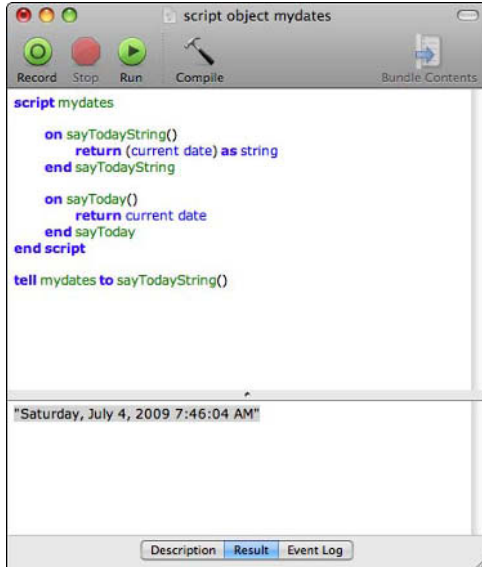 script object mydates
Record Stop Run Compile Bundle Contents
script mydates
on sayTodayString()
return (current date) as string
end sayTodayString
on sayToday()
return current date
end sayToday
end script
tell mydates to sayTodayString()
"Saturday, July 4, 2009 7:46:04 AM"
Description Result Event Log